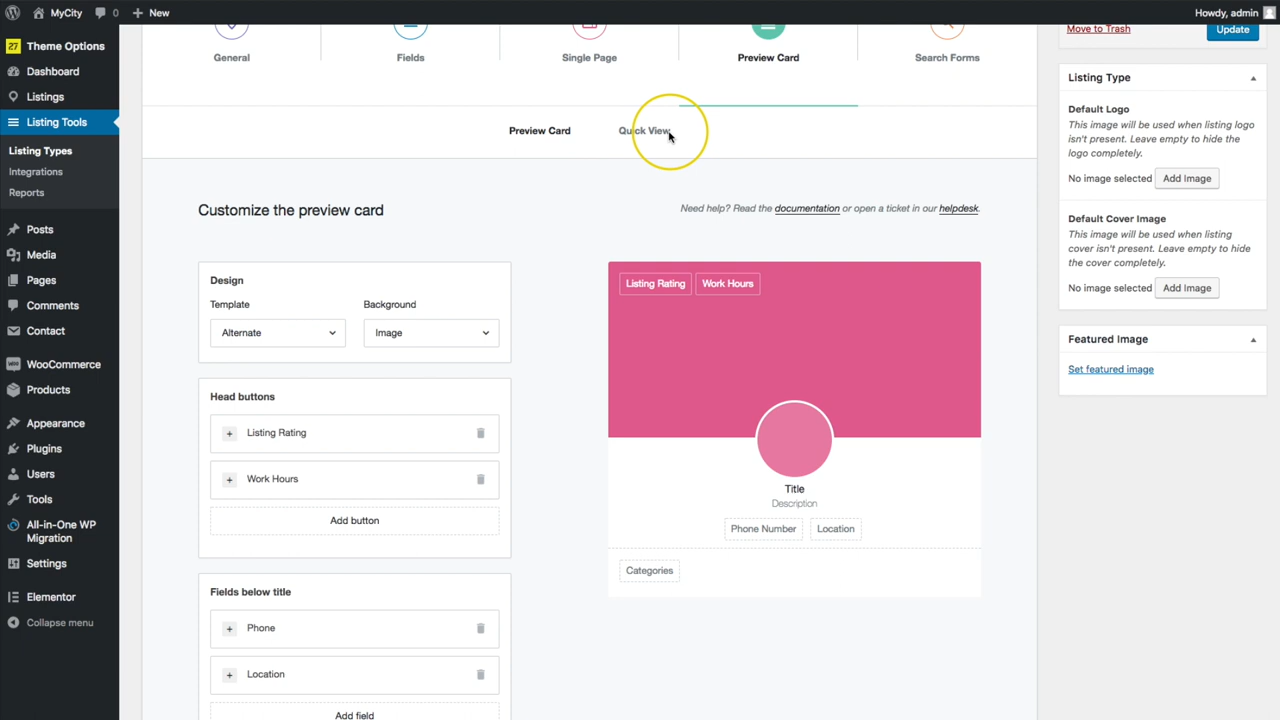 MyCity
0
New
Howdy, admin
27 Theme Options
Dashboard
Listings
Listing Tools
Listing Types
Integrations
Reports
Posts
Media
Pages
Comments
Contact
WooCommerce
Products
Appearance
Plugins
Users
Tools
All-in-One WP
Migration
Settings
Elementor
Collapse menu
General
Fields
Single Page
Preview Card
Search Forms
Preview Card
Quick View
Customize the preview card
Need help? Read the documentation or open a ticket in our helpdesk.
Design
Template
Background
Alternate
Image
Head buttons
+ Listing Rating
+ Work Hours
Add button
Fields below title
+ Phone
+ Location
Add field
Listing Rating
Work Hours
Title
Description
Phone Number
Location
Categories
Move to Trash
Update
Listing Type
Default Logo
This image will be used when listing logo
isn't present. Leave empty to hide the
logo completely.
No image selected
Add Image
Default Cover Image
This image will be used when listing
cover isn't present. Leave empty to hide
the cover completely.
No image selected
Add Image
Featured Image
Set featured image